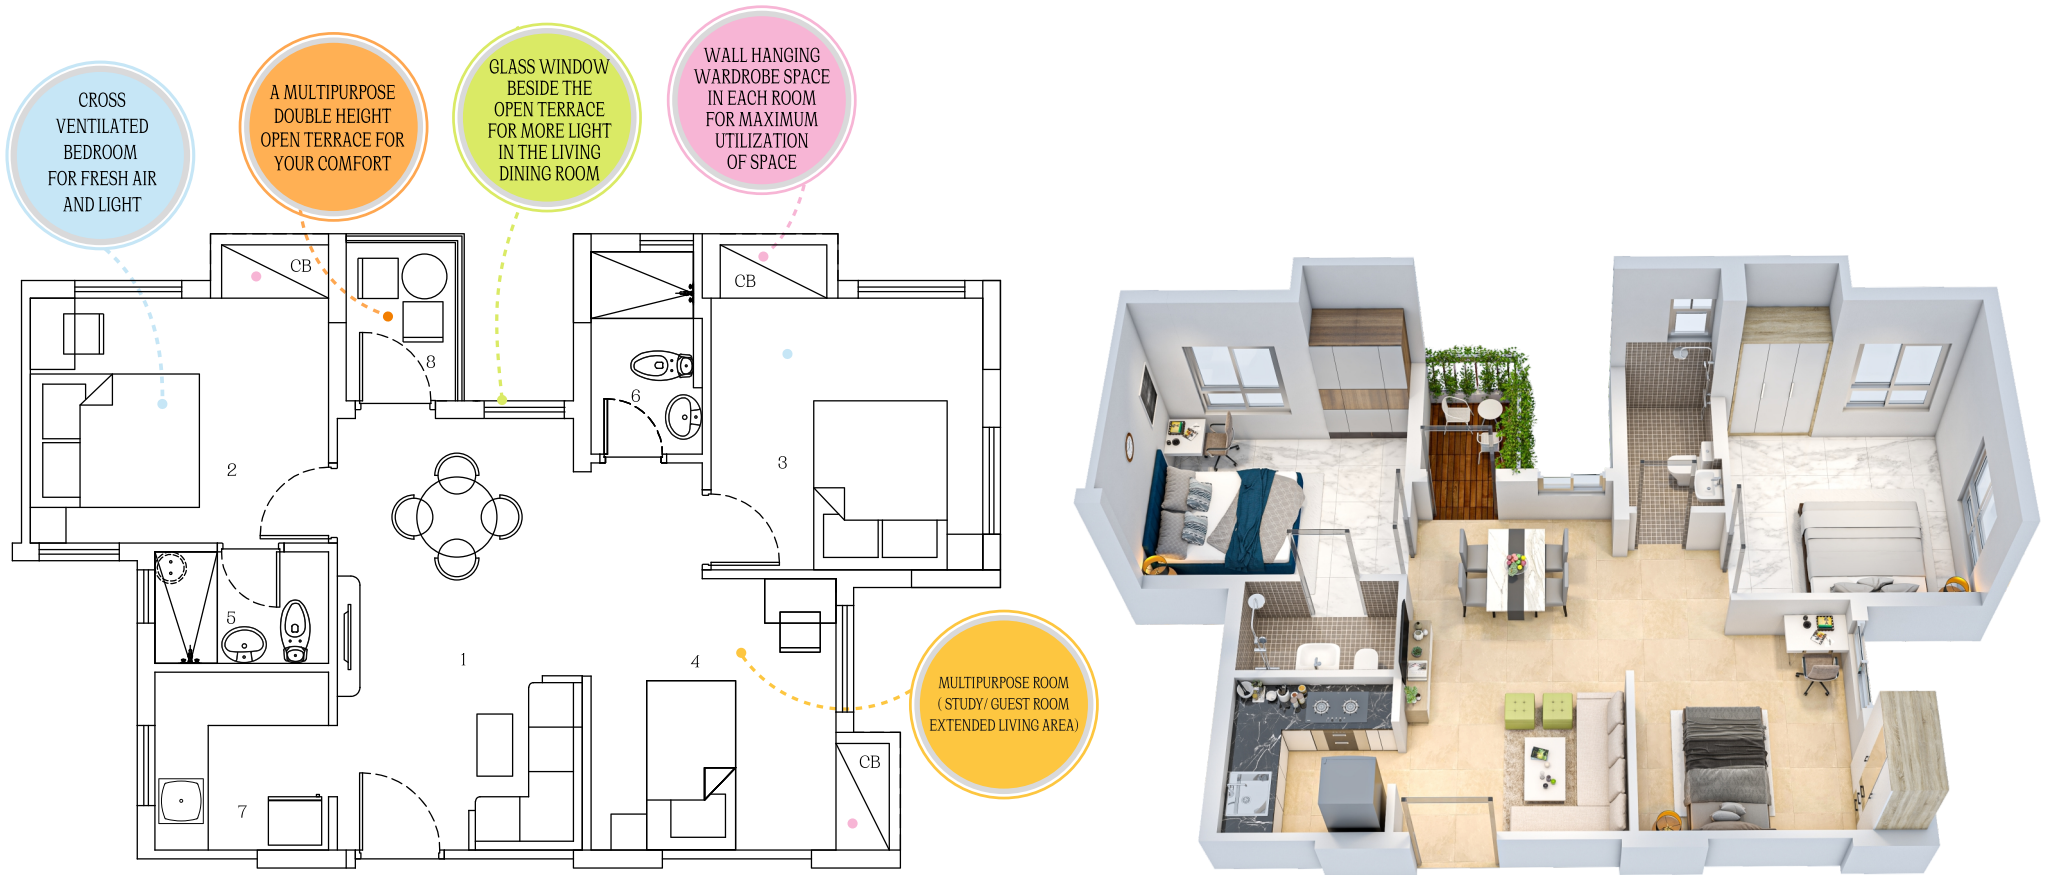 CROSS
VENTILATED
BEDROOM
FOR FRESH AIR
AND LIGHT
A MULTIPURPOSE
DOUBLE HEIGHT
OPEN TERRACE FOR
YOUR COMFORT
GLASS WINDOW
BESIDE THE
OPEN TERRACE
FOR MORE LIGHT
IN THE LIVING
DINING ROOM
WALL HANGING
WARDROBE SPACE
IN EACH ROOM
FOR MAXIMUM
UTILIZATION
OF SPACE
CB
CB
8
6
2
3
5
1
4
MULTIPURPOSE ROOM
( STUDY/ GUEST ROOM
EXTENDED LIVING AREA)
CB
7